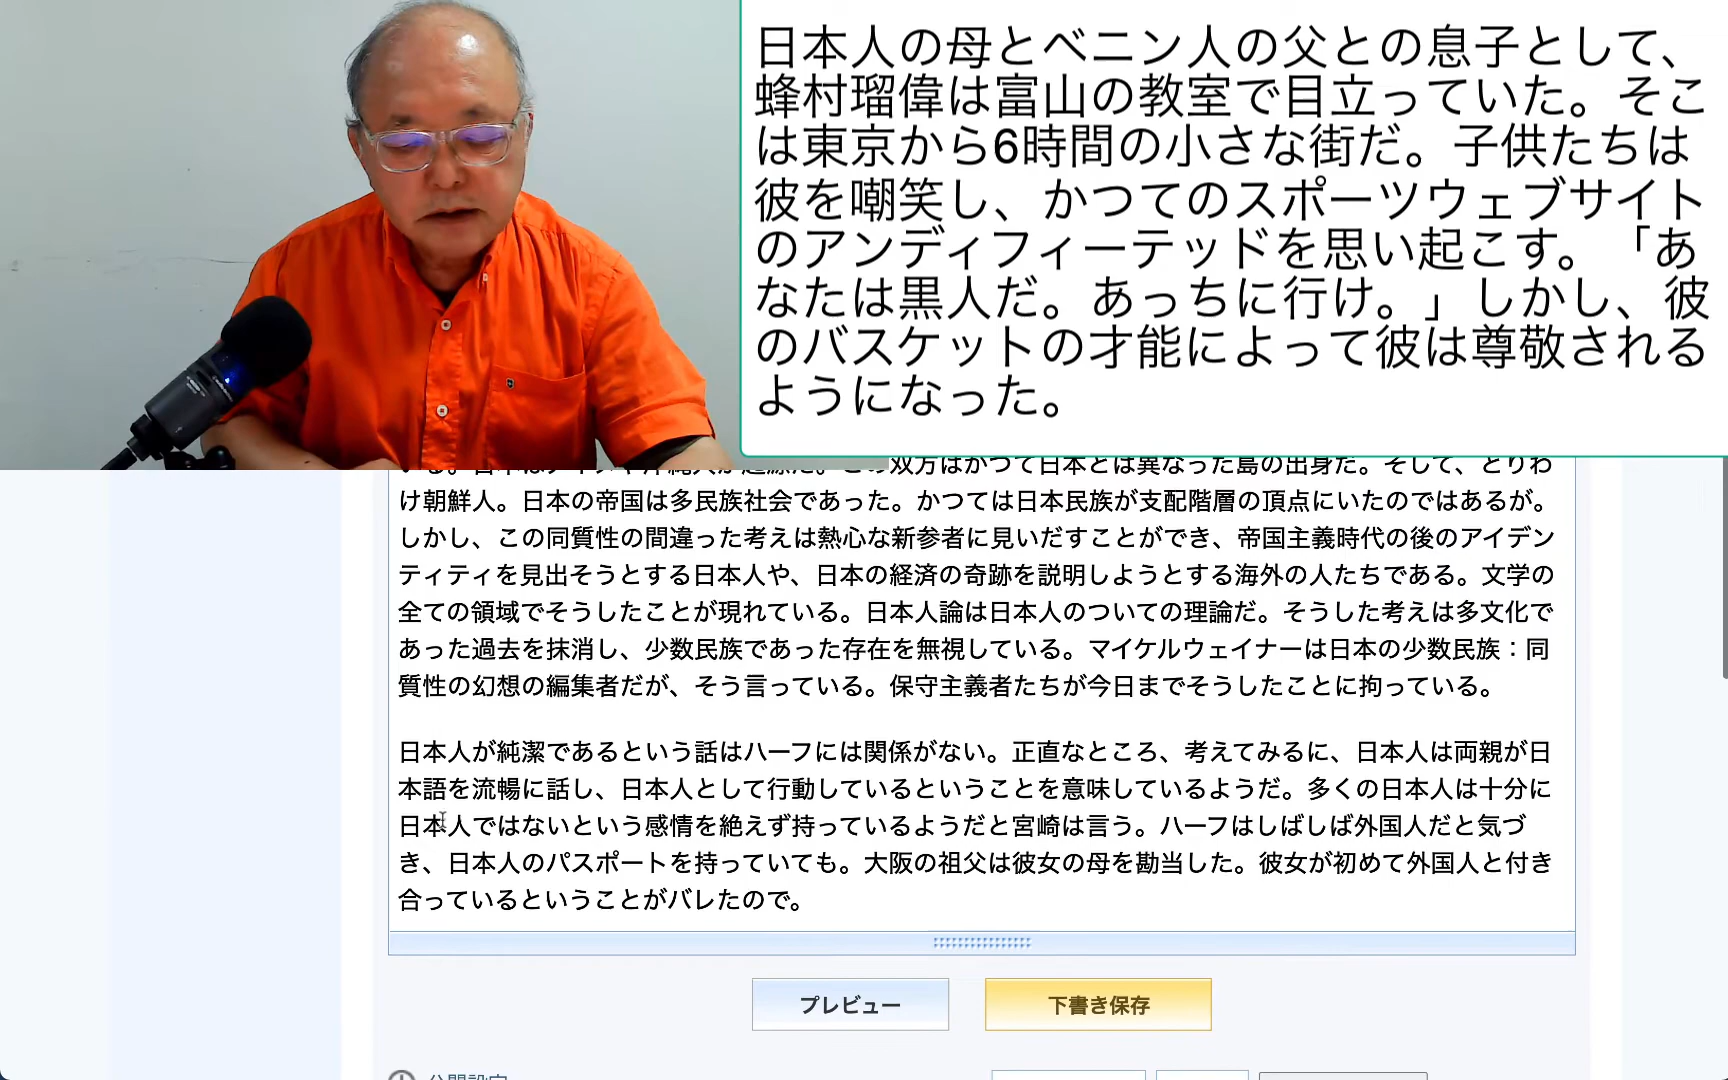 日本人の母とベニン人の父との息子として、
蜂村瑠偉は富山の教室で目立っていた。そこ
は東京から6時間の小さな街だ。子供たちは
彼を嘲笑し、かつてのスポーツウェブサイト
のアンディフィーテッドを思い起こす。「あ
なたは黒人だ。あっちに行け。」しかし、彼
のバスケットの才能によって彼は尊敬される
ようになった。
双方はかつて日本とは異なった島の出身だ。そして、とりわ
け朝鮮人。日本の帝国は多民族社会であった。かつては日本民族が支配階層の頂点にいたのではあるが。
しかし、この同質性の間違った考えは熱心な新参者に見いだすことができ、帝国主義時代の後のアイデン
ティティを見出そうとする日本人や、日本の経済の奇跡を説明しようとする海外の人たちである。文学の
全ての領域でそうしたことが現れている。日本人論は日本人のついての理論だ。そうした考えは多文化で
あった過去を抹消し、少数民族であった存在を無視している。マイケルウェイナーは日本の少数民族：同
質性の幻想の編集者だが、そう言っている。保守主義者たちが今日までそうしたことに拘っている。
日本人が純潔であるという話はハーフには関係がない。正直なところ、考えてみるに、日本人は両親が日
本語を流暢に話し、日本人として行動しているということを意味しているようだ。多くの日本人は十分に
日本人ではないという感情を絶えず持っているようだと宮崎は言う。ハーフはしばしば外国人だと気づ
き、日本人のパスポートを持っていても。大阪の祖父は彼女の母を勘当した。彼女が初めて外国人と付き
合っているということがバレたので。
プレビュー
下書き保存